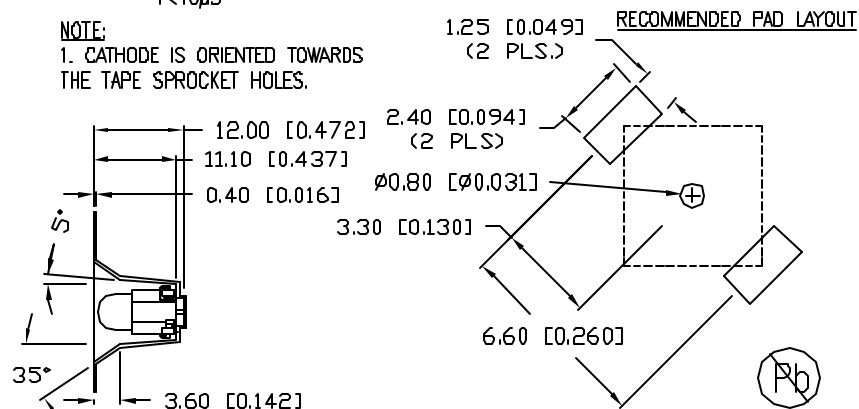 NOTE:
1. CATHODE IS ORIENTED TOWARDS
THE TAPE SPROCKET HOLES.
12.00 [0.472]
11.10 [0.437]
0.40 [0.016]
5°
35°
3.60 [0.142]
RECOMMENDED PAD LAYOUT
1.25 [0.049]
(2 PLS.)
2.40 [0.094]
(2 PLS)
Ø0.80 [Ø0.031]
3.30 [0.130]
6.60 [0.260]
Pb